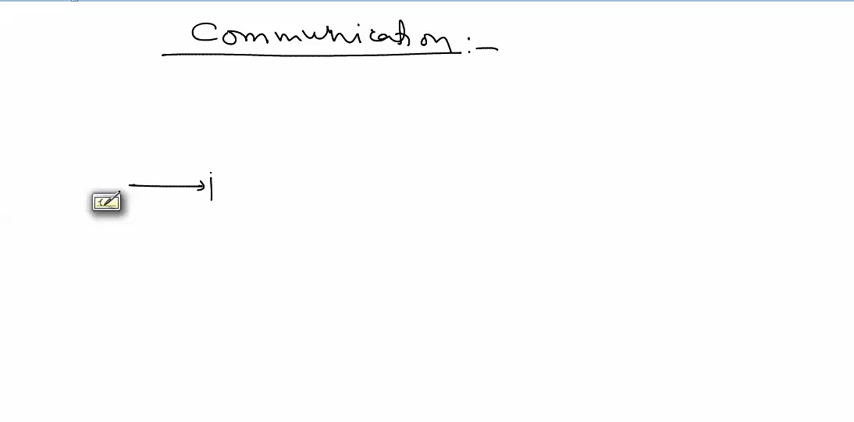 Communication :-
→ i